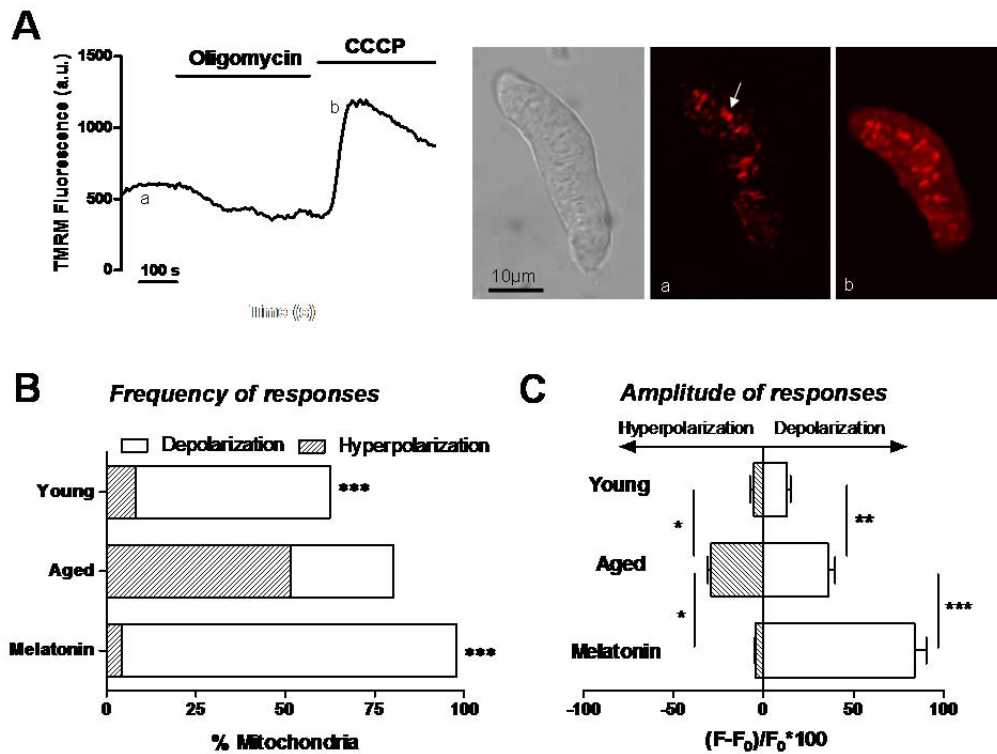 A
CCCP
Oligomycin
TMRM Fluorescence (a.u.)
1500
1000
500
0
a
b
100 s
Time (s)
10µm
a
b
B
Frequency of responses
Depolarization
Hyperpolarization
Young
***
Aged
Melatonin
***
0 25 50 75 100
% Mitochondria
C
Amplitude of responses
Hyperpolarization Depolarization
Young
* **
Aged
* ***
Melatonin
-100 -50 0 50 100
(F-F0)/F0*100